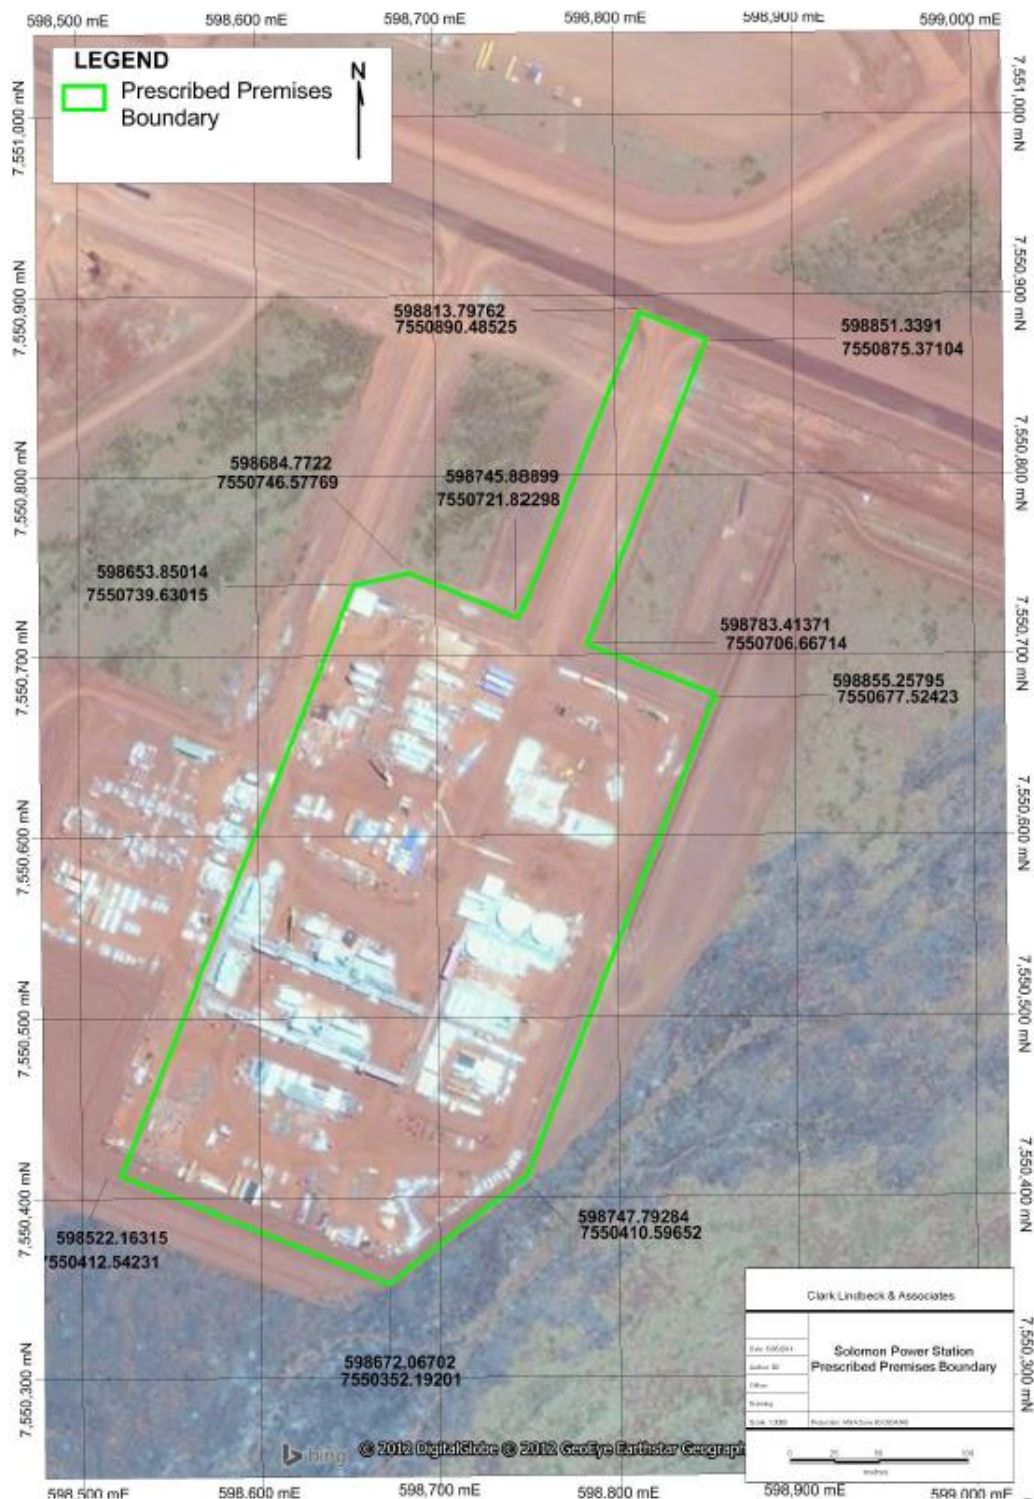 598,500 mE 598,600 mE 598,700 mE 598,800 mE 598,900 mE 599,000 mE
LEGEND
Prescribed Premises
Boundary
N
7,551,000 mN
7,551,000 mN
7,550,900 mN
7,550,900 mN
598813.79762
7550890.48525
598851.3391
7550875.37104
7,550,800 mN
7,550,800 mN
598684.7722
7550746.57769
598745.88899
7550721.82298
598653.85014
7550739.63015
598783.41371
7550706.66714
7,550,700 mN
7,550,700 mN
598855.25795
7550677.52423
7,550,600 mN
7,550,600 mN
7,550,500 mN
7,550,500 mN
7,550,400 mN
7,550,400 mN
598522.16315
7550412.54231
598747.79284
7550410.59652
598672.06702
7550352.19201
7,550,300 mN
7,550,300 mN
Clark Lindbeck & Associates
Solomon Power Station
Prescribed Premises Boundary
metres
bing © 2012 DigitalGlobe © 2012 GeoEye Earthstar Geograph
598,500 mE 598,600 mE 598,700 mE 598,800 mE 598,900 mE 599,000 mE